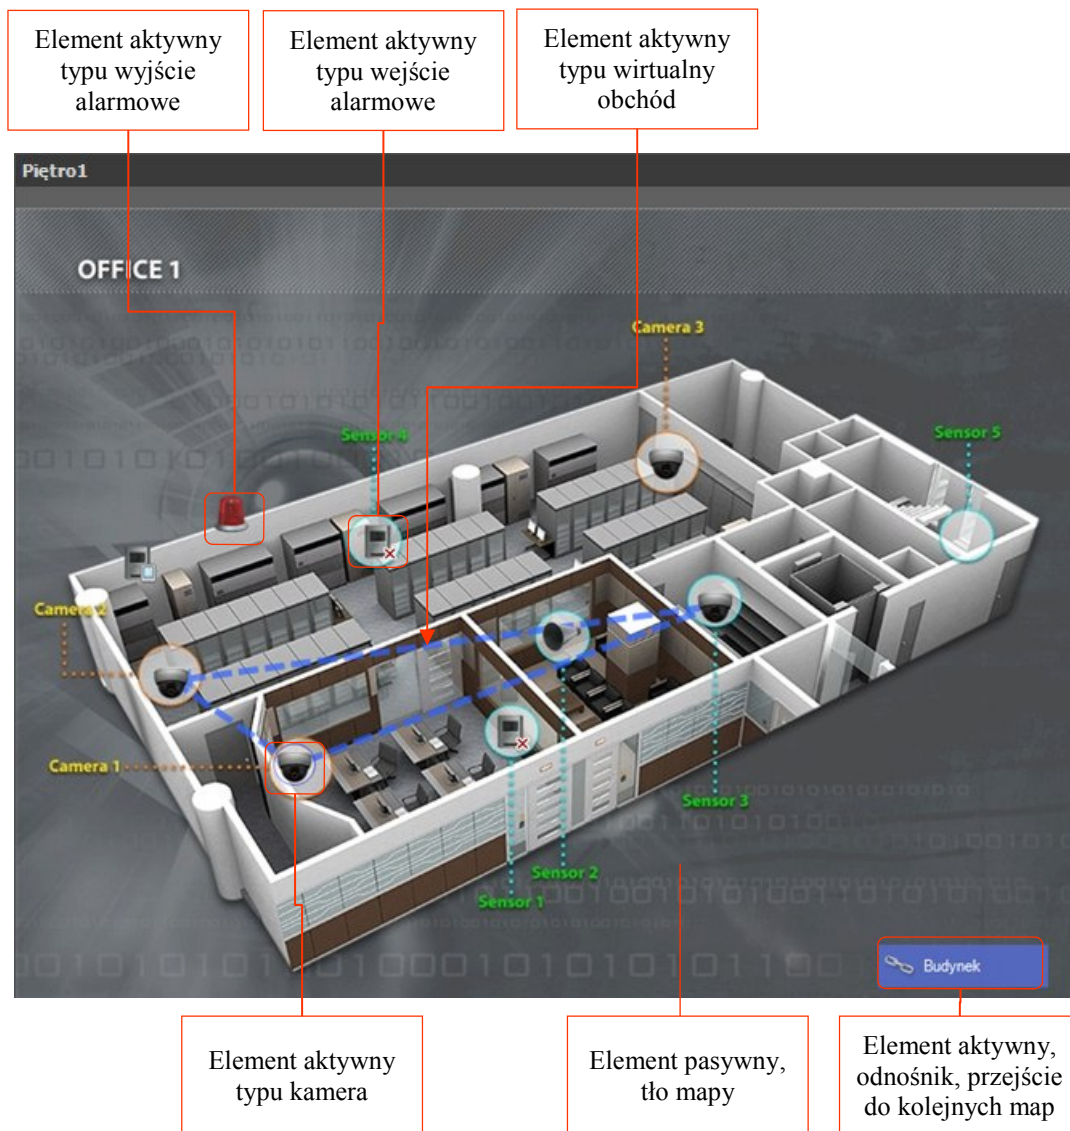 Element aktywny
typu wyjście
alarmowe
Element aktywny
typu wejście
alarmowe
Element aktywny
typu wirtualny
obchód
Piętro1
OFFICE 1
Camera 3
Sensor 4
Sensor 5
Camera 2
Camera 1
Sensor 3
Sensor 2
Sensor 1
Budynek
Element aktywny
typu kamera
Element pasywny,
tło mapy
Element aktywny,
odnośnik, przejście
do kolejnych map